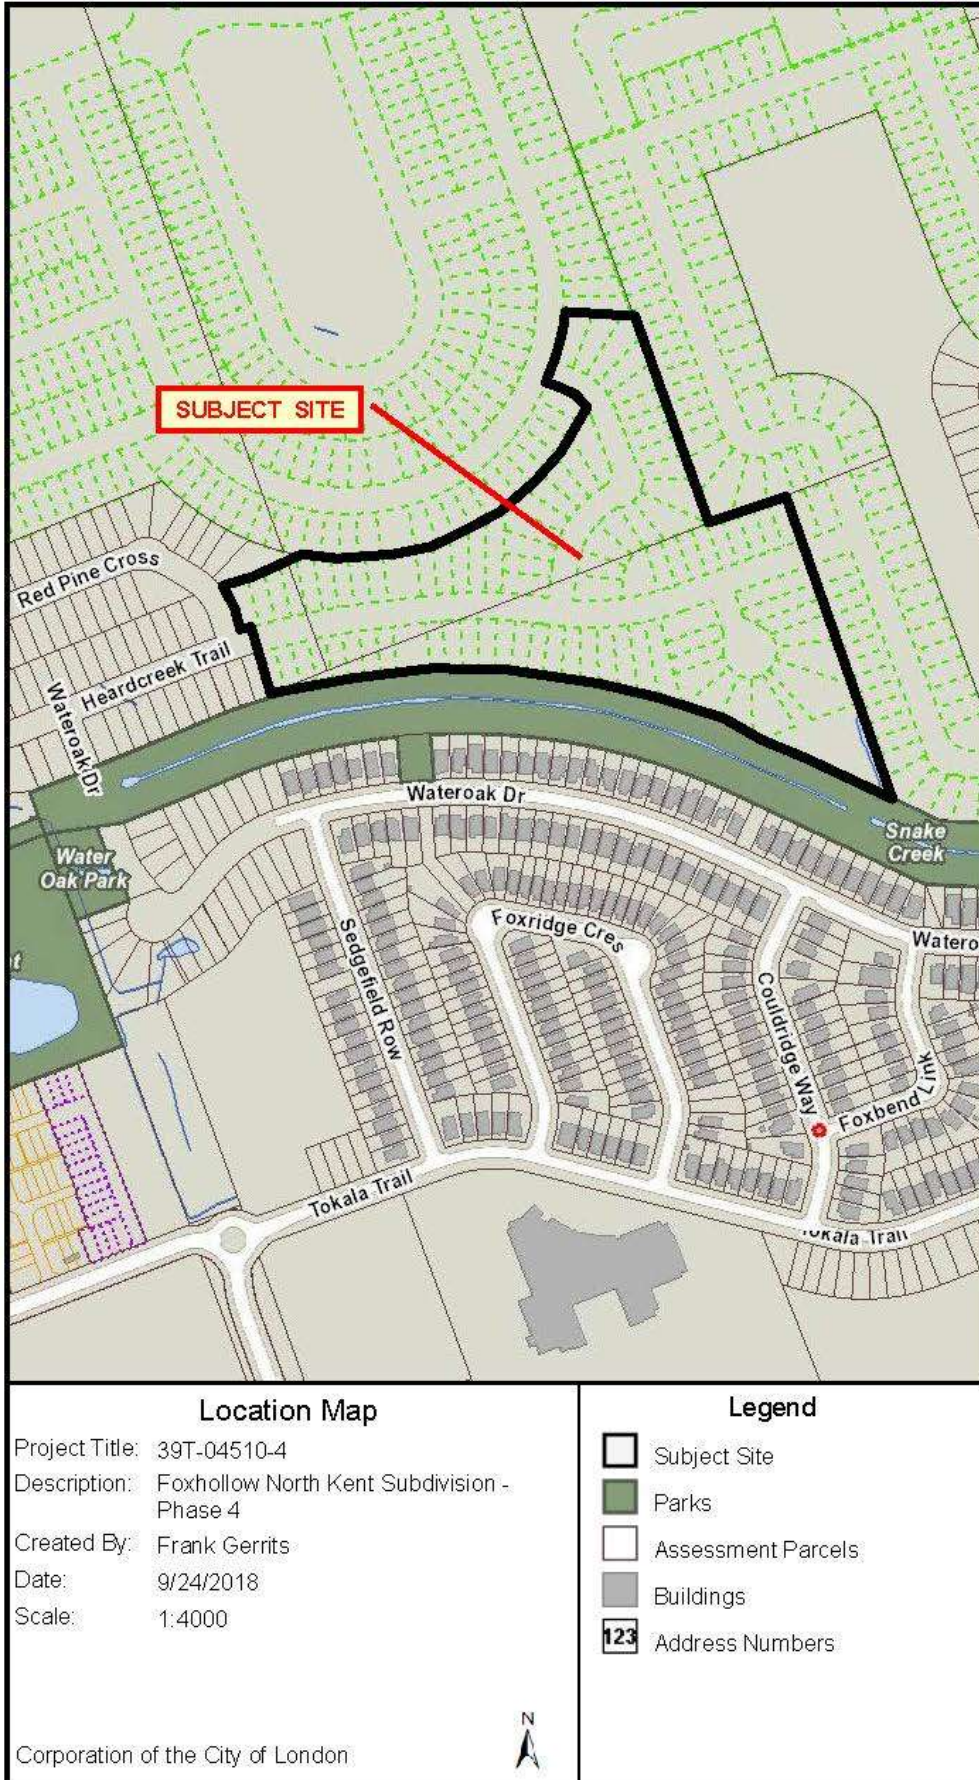 SUBJECT SITE
Red Pine Cross
Heardcreek Trail
Wateroak Dr
Wateroak Dr
Snake
Creek
Water
Oak Park
Foxridge Cres
Sedgefield Row
Watero
Couldridge Way
Foxbend Link
Tokala Trail
Tokala Trail
Location Map
Project Title: 39T-04510-4
Description: Foxhollow North Kent Subdivision -
Phase 4
Created By: Frank Gerrits
Date: 9/24/2018
Scale: 1:4000
Corporation of the City of London
N
Legend
Subject Site
Parks
Assessment Parcels
Buildings
123 Address Numbers